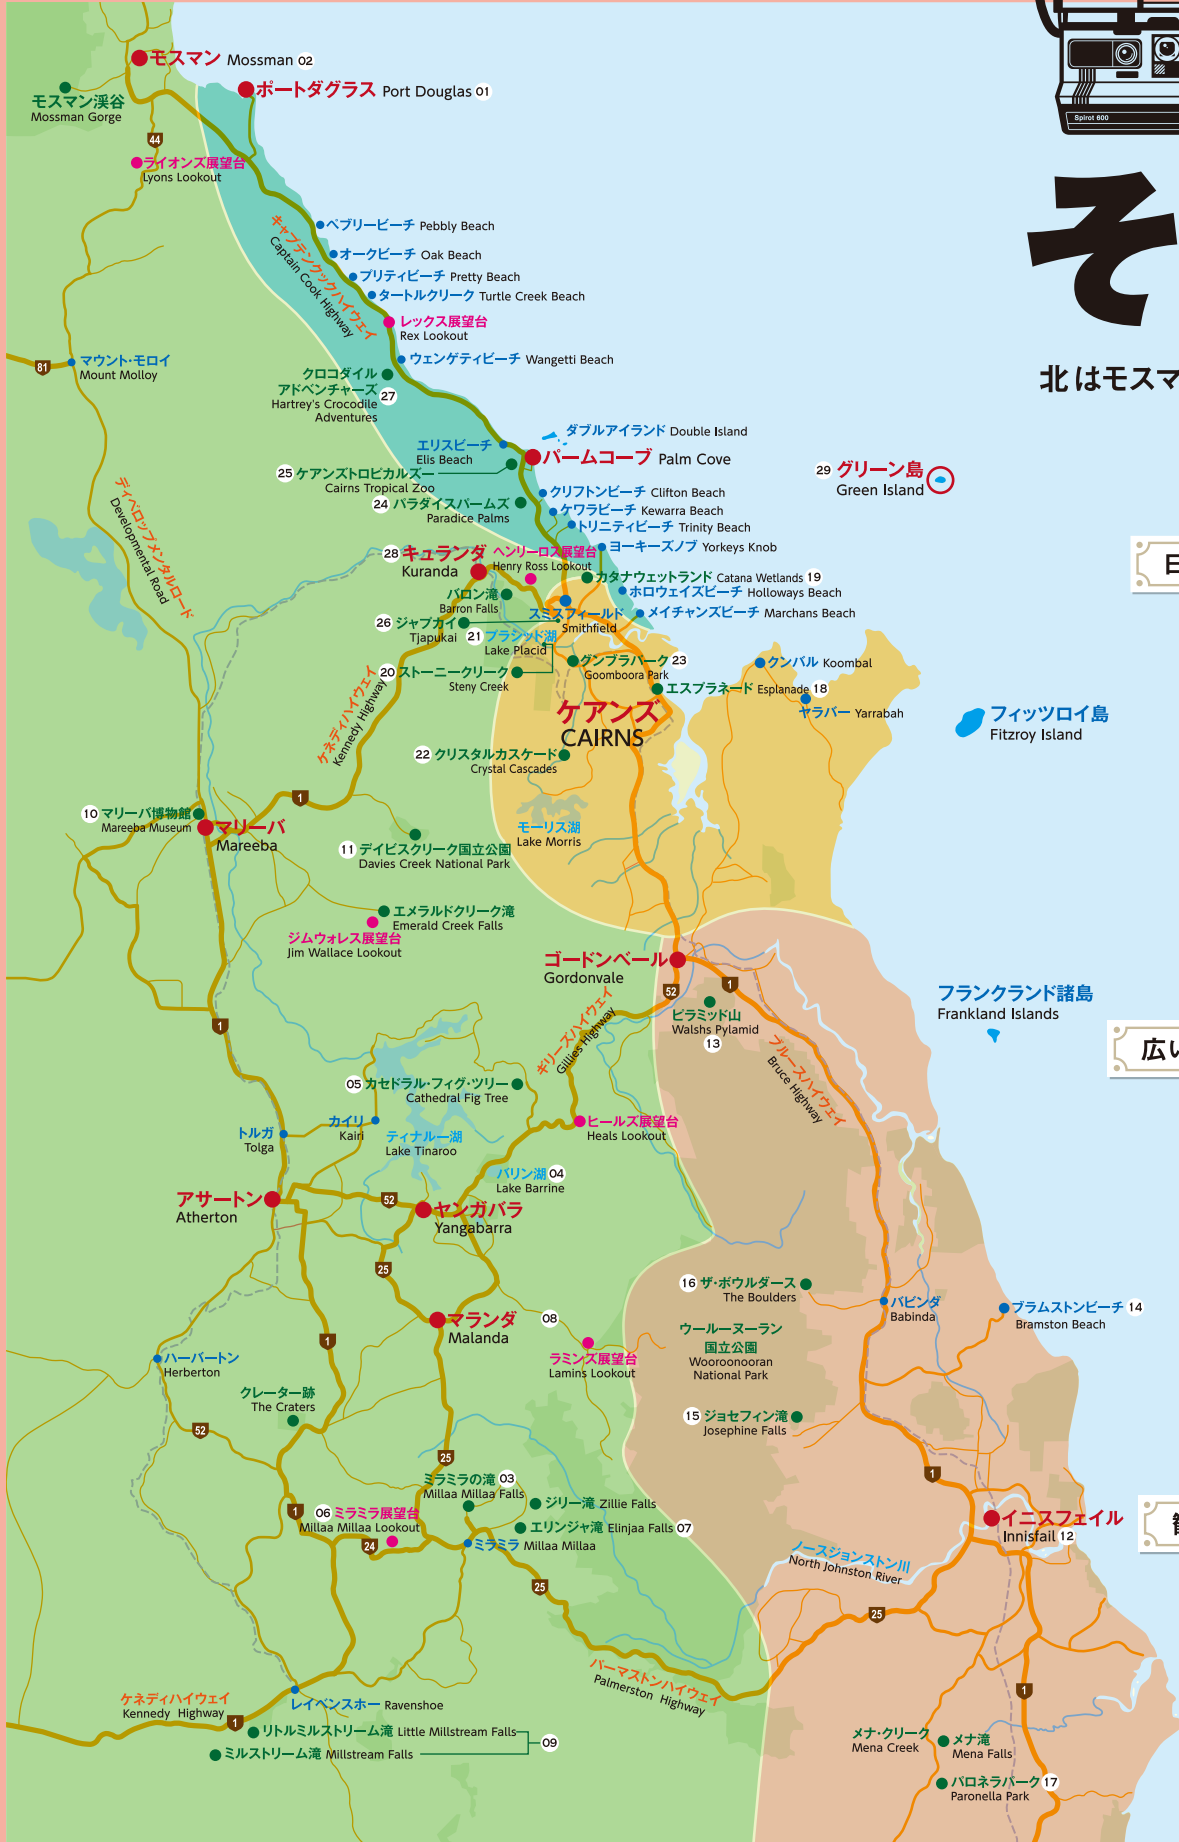 モスマン Mossman 02
ポートダグラス Port Douglas 01
モスマン渓谷
Mossman Gorge
Spirot 600
44
ライオンズ展望台
Lyons Lookout
そ
北はモスマ
キャプテンクックハイウェイ
Captain Cook Highway
ペブリービーチ Pebbly Beach
オークビーチ Oak Beach
プリティビーチ Pretty Beach
タートルクリーク Turtle Creek Beach
レックス展望台
Rex Lookout
ウェンゲティビーチ Wangetti Beach
81
マウント・モロイ
Mount Molloy
クロコダイル
アドベンチャーズ 27
Hartrey's Crocodile
Adventures
ダブルアイランド Double Island
エリスビーチ
Elis Beach
パームコーブ Palm Cove
25 ケアンズトロピカルズー
Cairns Tropical Zoo
29 グリーン島
Green Island
24 パラダイスパームズ
Paradice Palms
クリフトンビーチ Clifton Beach
ケワラビーチ Kewarra Beach
トリニティビーチ Trinity Beach
ヨーキーズノブ Yorkeys Knob
ディベロップメンタルロード
Developmental Road
28 キュランダ
Kuranda
ヘンリーロス展望台
Henry Ross Lookout
カタナウェットランド Catana Wetlands 19
ホロウェイズビーチ Holloways Beach
メイチャンズビーチ Marchans Beach
バロン滝
Barron Falls
スミスフィールド
Smithfield
26 ジャプカイ
Tjapukai
21 プラシッド湖
Lake Placid
20 ストーニークリーク
Steny Creek
グンブラパーク 23
Goomboora Park
クンバル Koombal
エスプラネード Esplanade 18
ヤラバー Yarrabah
ケアンズ
CAIRNS
フィッツロイ島
Fitzroy Island
ケネディハイウェイ
Kennedy Highway
22 クリスタルカスケード
Crystal Cascades
1
10 マリーバ博物館
Mareeba Museum
マリーバ
Mareeba
モーリス湖
Lake Morris
11 デイビスクリーク国立公園
Davies Creek National Park
エメラルドクリーク滝
Emerald Creek Falls
ジムウォレス展望台
Jim Wallace Lookout
ゴードンベール
Gordonvale
52
1
ピラミッド山
Walshs Pylamid
13
フランクランド諸島
Frankland Islands
広い
1
ギリーズハイウェイ
Gillies Highway
ブルースハイウェイ
Bruce Highway
05 カセドラル・フィグ・ツリー
Cathedral Fig Tree
カイリ
Kairi
ティナルー湖
Lake Tinaroo
ヒールズ展望台
Heals Lookout
トルガ
Tolga
バリン湖 04
Lake Barrine
アサートン
Atherton
52
ヤンガバラ
Yangabarra
25
16 ザ・ボウルダース
The Boulders
バビンダ
Babinda
ブラムストンビーチ 14
Bramston Beach
マランダ
Malanda
08
ウールーヌーラン
国立公園
Wooroonooran
National Park
1
ラミンズ展望台
Lamins Lookout
ハーバートン
Herberton
クレーター跡
The Craters
52
15 ジョセフィン滝
Josephine Falls
25
1
ミラミラの滝 03
Millaa Millaa Falls
ジリー滝 Zillie Falls
1
06 ミラミラ展望台
Millaa Millaa Lookout
エリンジャ滝 Elinjaa Falls 07
24
ミラミラ Millaa Millaa
イニスフェイル
Innisfail 12
ノースジョンストン川
North Johnston River
25
25
パーマストンハイウェイ
Palmerston Highway
1
ケネディハイウェイ
Kennedy Highway
1
レイベンスホー Ravenshoe
リトルミルストリーム滝 Little Millstream Falls
09
ミルストリーム滝 Millstream Falls
メナ・クリーク
Mena Creek
メナ滝
Mena Falls
パロネラパーク 17
Paronella Park